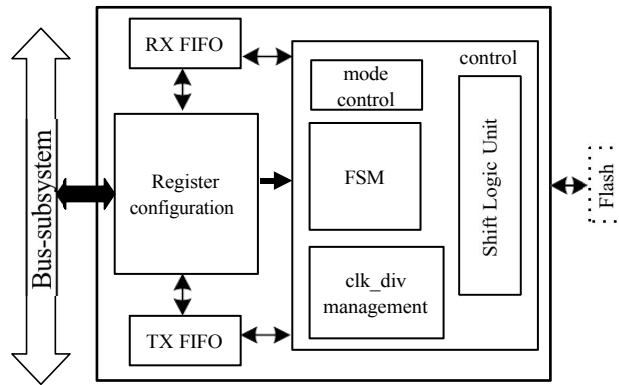 RX FIFO
control
mode
control
Bus-subsystem
Register
configuration
FSM
Shift Logic Unit
Flash
clk_div
management
TX FIFO